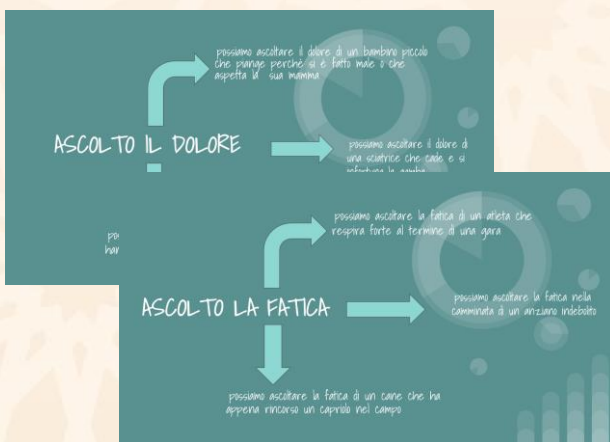 possiamo ascoltare il dolore di un bambino piccolo
che piange perché si è fatto male o che
aspetta la sua mamma
ASCOLTO IL DOLORE
possiamo ascoltare il dolore di
una sciatrice che cade e si
possiamo ascoltare la fatica di un atleta che
respira forte al termine di una gara
ASCOLTO LA FATICA
possiamo ascoltare la fatica nella
camminata di un anziano indebolito
possiamo ascoltare la fatica di un cane che ha
appena rincorso un capriolo nel campo